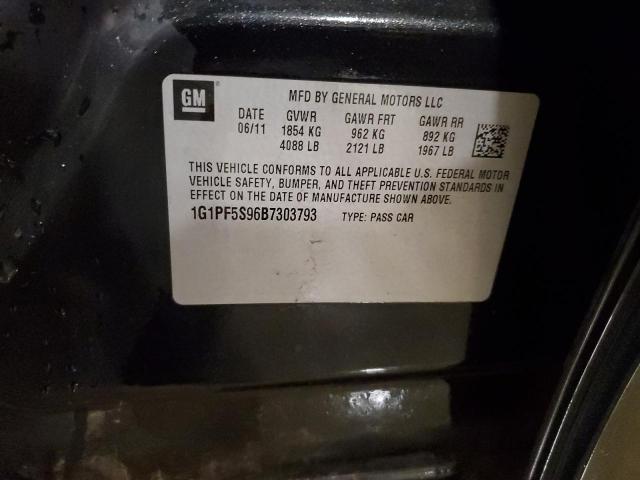 GM
MFD BY GENERAL MOTORS LLC
DATE GVWR GAWR FRT GAWR RR
06/11 1854 KG 962 KG 892 KG
4088 LB 2121 LB 1967 LB
THIS VEHICLE CONFORMS TO ALL APPLICABLE U.S. FEDERAL MOTOR
VEHICLE SAFETY, BUMPER, AND THEFT PREVENTION STANDARDS IN
EFFECT ON THE DATE OF MANUFACTURE SHOWN ABOVE.
1G1PF5S96B7303793 TYPE: PASS CAR